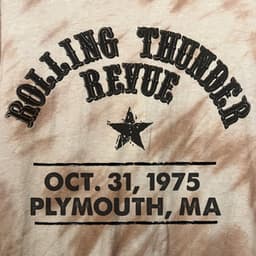 ROLLING THUNDER
REVUE
OCT. 31, 1975
PLYMOUTH, MA